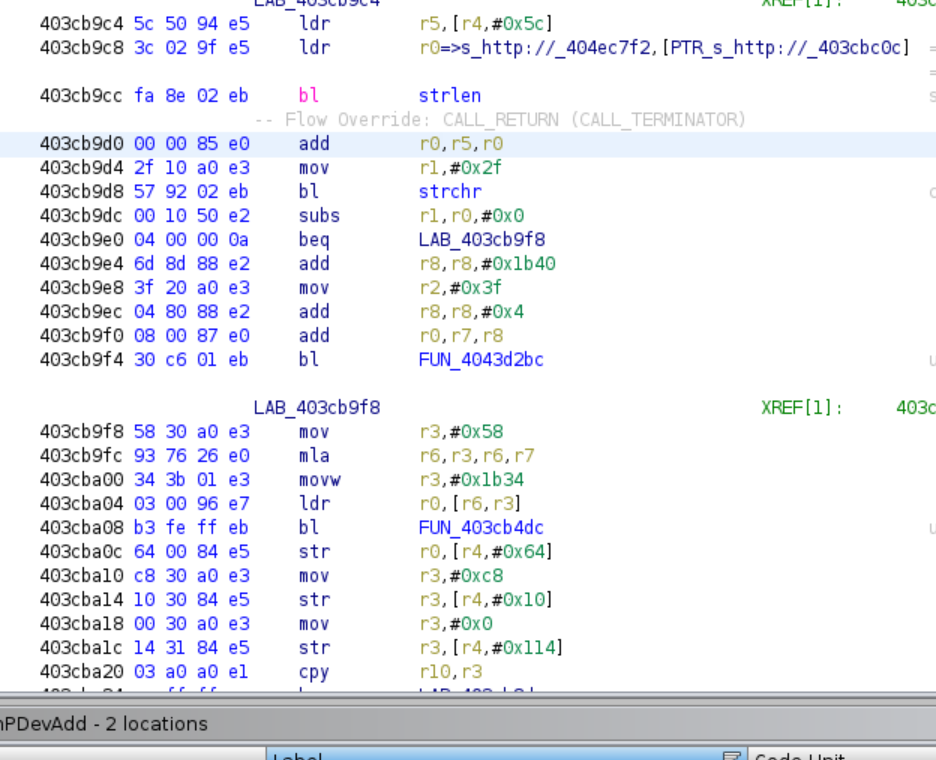 LAB_403cb9c4 XREF[1]: 403c
403cb9c4 5c 50 94 e5 ldr r5,[r4,#0x5c]
403cb9c8 3c 02 9f e5 ldr r0=>s_http://_404ec7f2,[PTR_s_http://_403cbc0c] =
=
403cb9cc fa 8e 02 eb bl strlen s
-- Flow Override: CALL_RETURN (CALL_TERMINATOR)
403cb9d0 00 00 85 e0 add r0,r5,r0
403cb9d4 2f 10 a0 e3 mov r1,#0x2f
403cb9d8 57 92 02 eb bl strchr c
403cb9dc 00 10 50 e2 subs r1,r0,#0x0
403cb9e0 04 00 00 0a beq LAB_403cb9f8
403cb9e4 6d 8d 88 e2 add r8,r8,#0x1b40
403cb9e8 3f 20 a0 e3 mov r2,#0x3f
403cb9ec 04 80 88 e2 add r8,r8,#0x4
403cb9f0 08 00 87 e0 add r0,r7,r8
403cb9f4 30 c6 01 eb bl FUN_4043d2bc u
LAB_403cb9f8 XREF[1]: 403c
403cb9f8 58 30 a0 e3 mov r3,#0x58
403cb9fc 93 76 26 e0 mla r6,r3,r6,r7
403cba00 34 3b 01 e3 movw r3,#0x1b34
403cba04 03 00 96 e7 ldr r0,[r6,r3]
403cba08 b3 fe ff eb bl FUN_403cb4dc u
403cba0c 64 00 84 e5 str r0,[r4,#0x64]
403cba10 c8 30 a0 e3 mov r3,#0xc8
403cba14 10 30 84 e5 str r3,[r4,#0x10]
403cba18 00 30 a0 e3 mov r3,#0x0
403cba1c 14 31 84 e5 str r3,[r4,#0x114]
403cba20 03 a0 a0 e1 cpy r10,r3
nPDevAdd - 2 locations
Label Code Unit